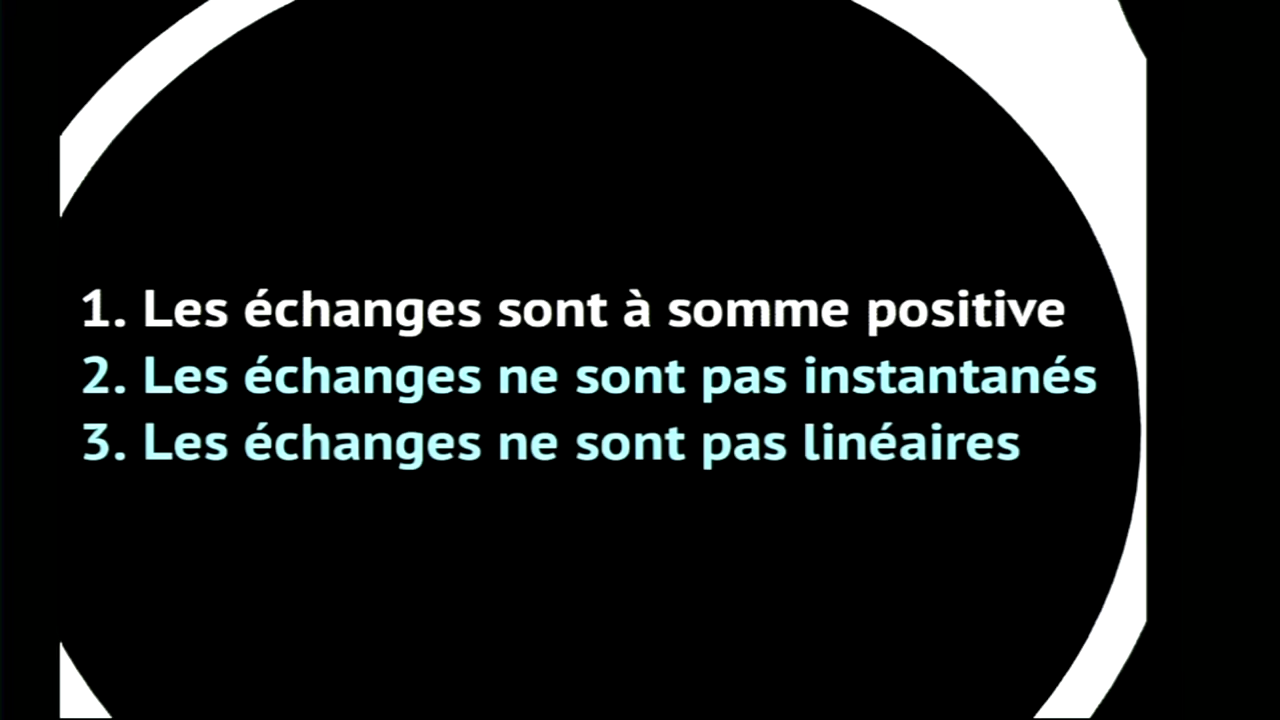 1. Les échanges sont à somme positive
2. Les échanges ne sont pas instantanés
3. Les échanges ne sont pas linéaires